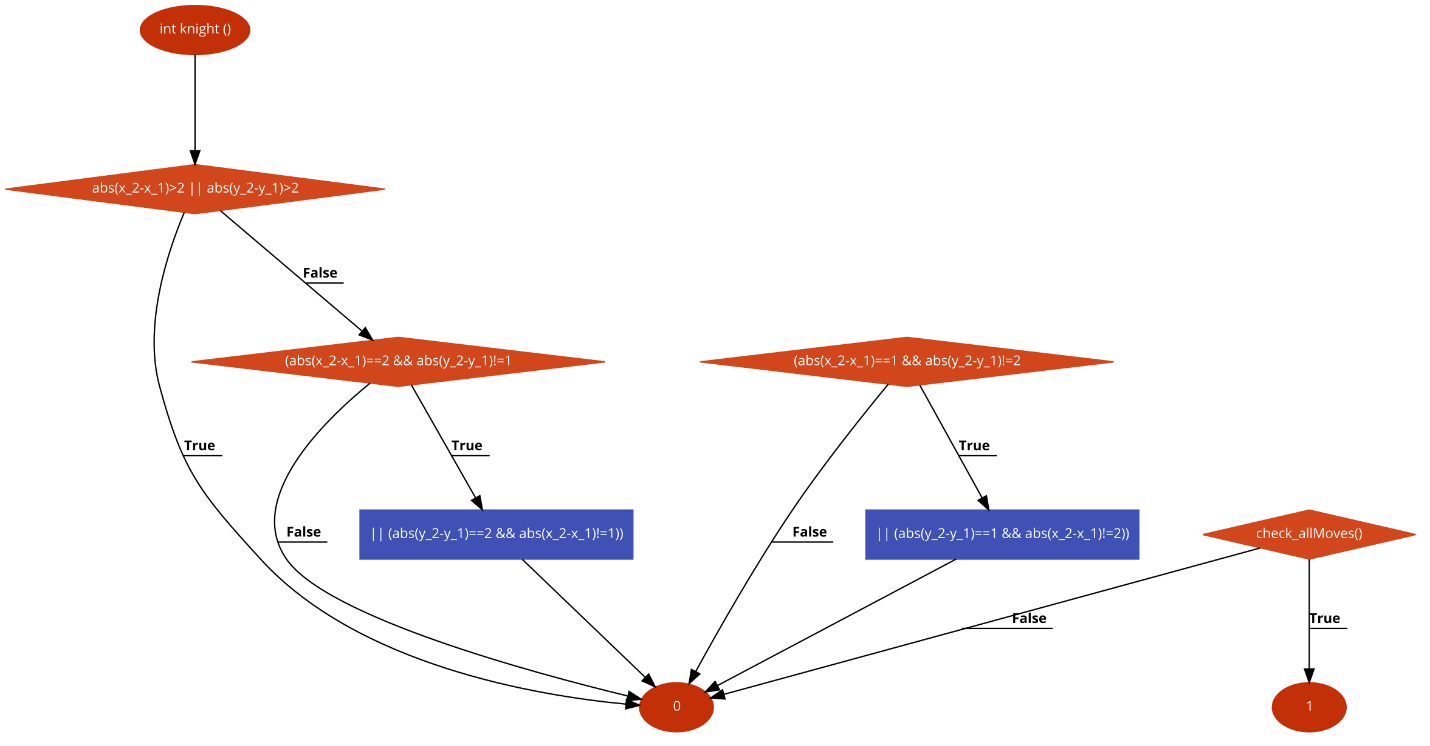 int knight ()
abs(x_2-x_1)>2 || abs(y_2-y_1)>2
False
(abs(x_2-x_1)==2 && abs(y_2-y_1)!=1
(abs(x_2-x_1)==1 && abs(y_2-y_1)!=2
True
True
True
False
|| (abs(y_2-y_1)==2 && abs(x_2-x_1)!=1))
False
|| (abs(y_2-y_1)==1 && abs(x_2-x_1)!=2))
check_allMoves()
False
True
0
1